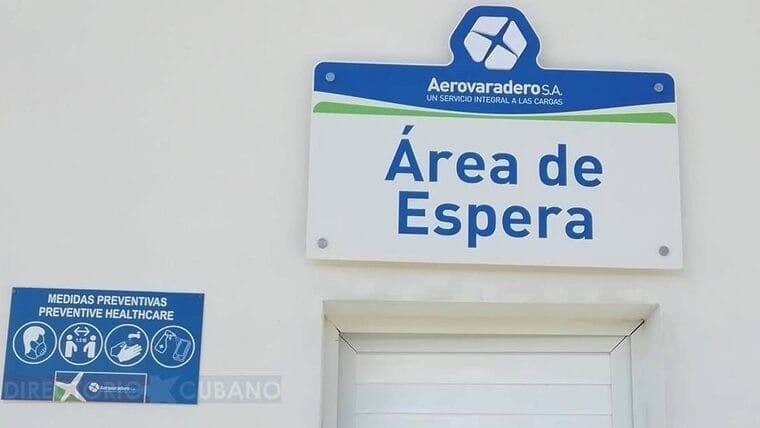 Aerovaradero S.A.
UN SERVICIO INTEGRAL A LAS CARGAS
Área de
Espera
MEDIDAS PREVENTIVAS
PREVENTIVE HEALTHCARE
1.5 M
Aerovaradero S.A.
DIRECTORIO CUBANO